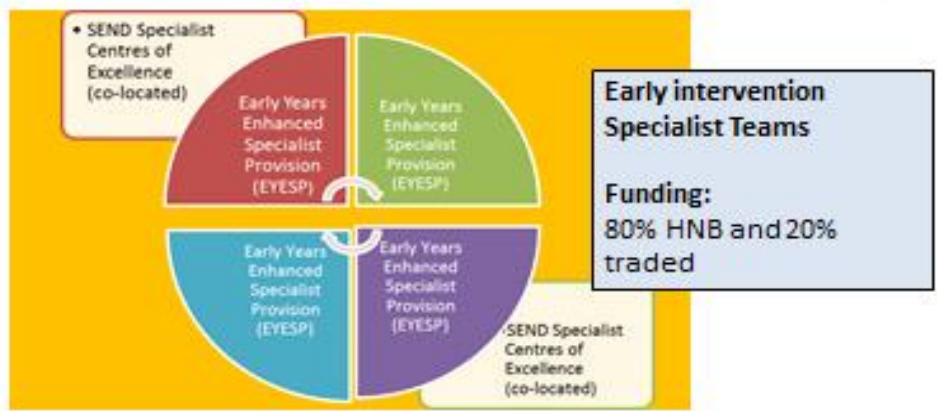 • SEND Specialist
Centres of
Excellence
(co-located)
Early Years
Enhanced
Specialist
Provision
(EYESP)
Early Years
Enhanced
Specialist
Provision
(EYESP)
Early intervention
Specialist Teams
Funding:
80% HNB and 20%
traded
Early Years
Enhanced
Specialist
Provision
(EYESP)
Early Years
Enhanced
Specialist
Provision
(EYESP)
SEND Specialist
Centres of
Excellence
(co-located)